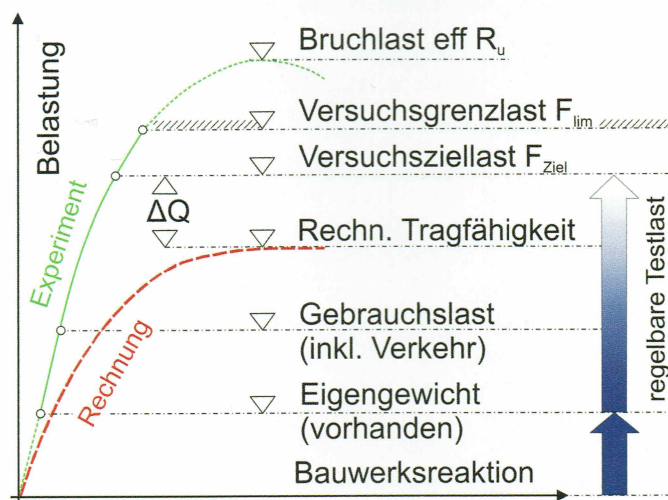 Bruchlast eff Ru
Versuchsgrenzlast Flim
Versuchsziellast FZiel
ΔQ
Rechn. Tragfähigkeit
Gebrauchslast
(inkl. Verkehr)
Eigengewicht
(vorhanden)
Bauwerksreaktion
Belastung
Experiment
Rechnung
regelbare Testlast